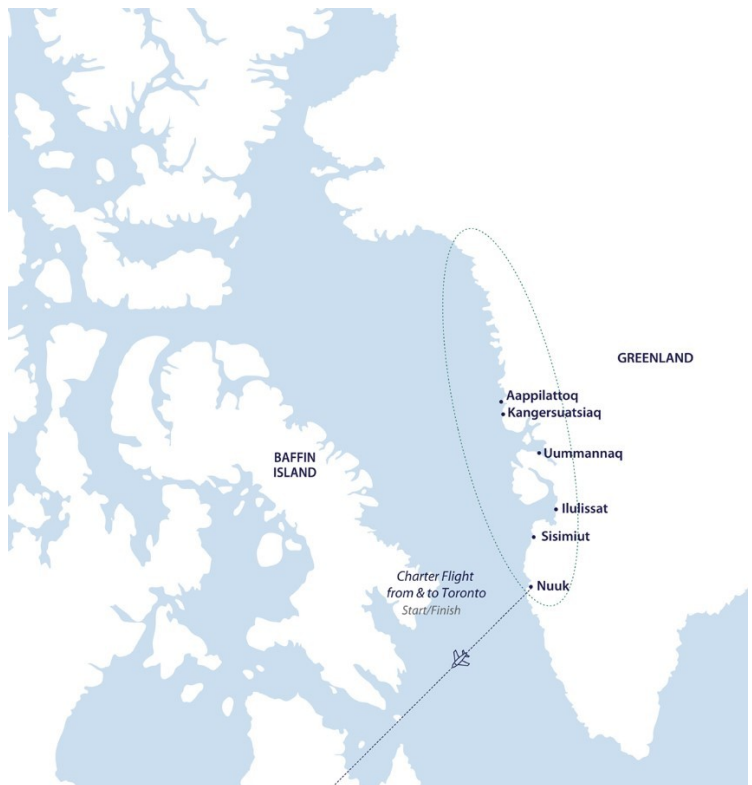 GREENLAND
Aappilattoq
Kangersuatsiaq
Uummannaq
BAFFIN
ISLAND
Ilulissat
Sisimiut
Charter Flight
from & to Toronto
Start/Finish
Nuuk